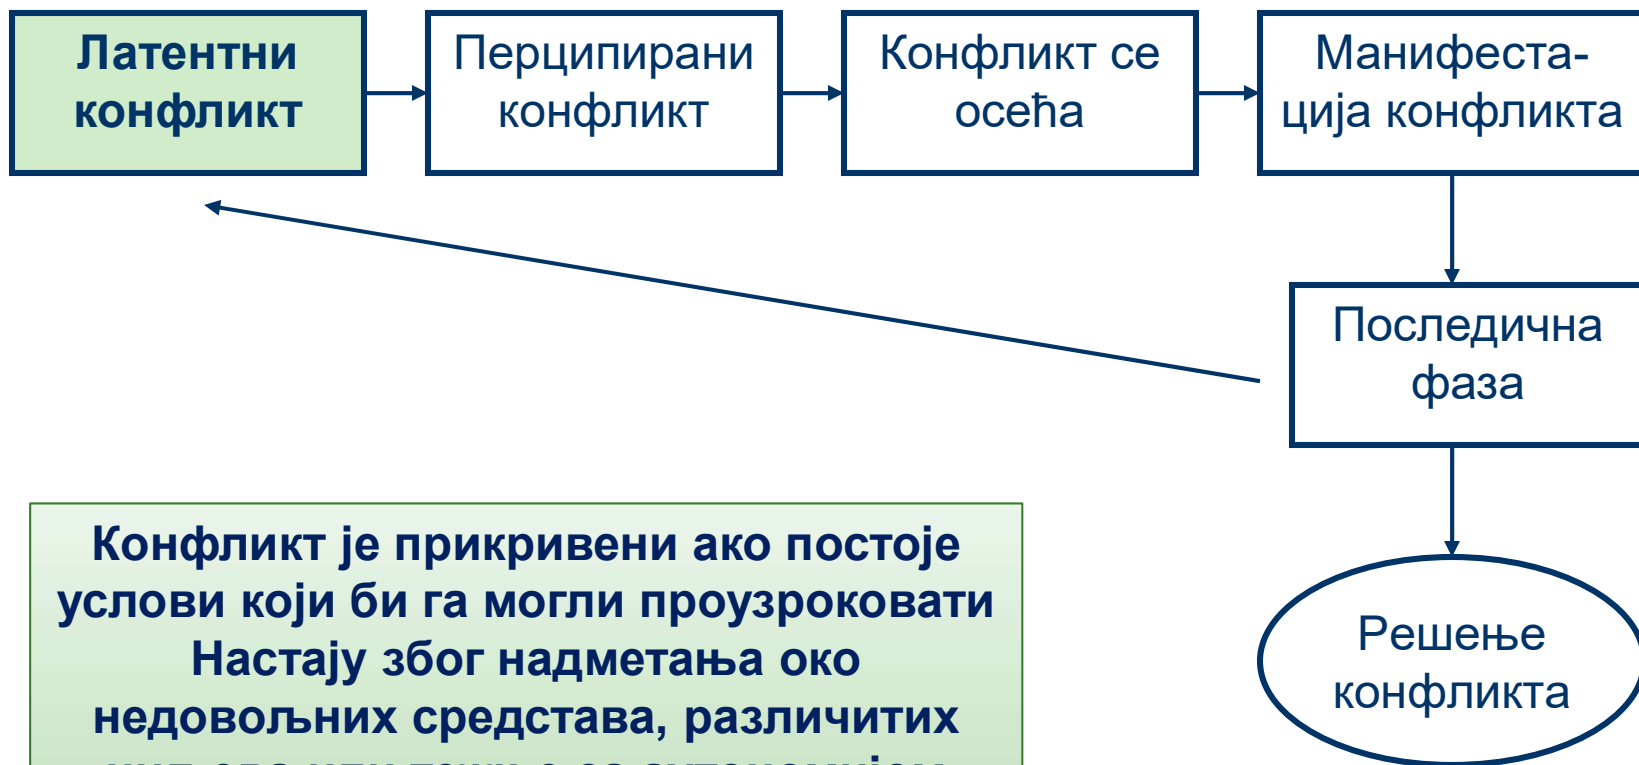 Латентни
конфликт
Перципирани
конфликт
Конфликт се
осећа
Манифеста-
ција конфликта
Последична
фаза
Решење
конфликта
Конфликт је прикривени ако постоје
услови који би га могли проузроковати
Настају због надметања око
недовољних средстава, различитих